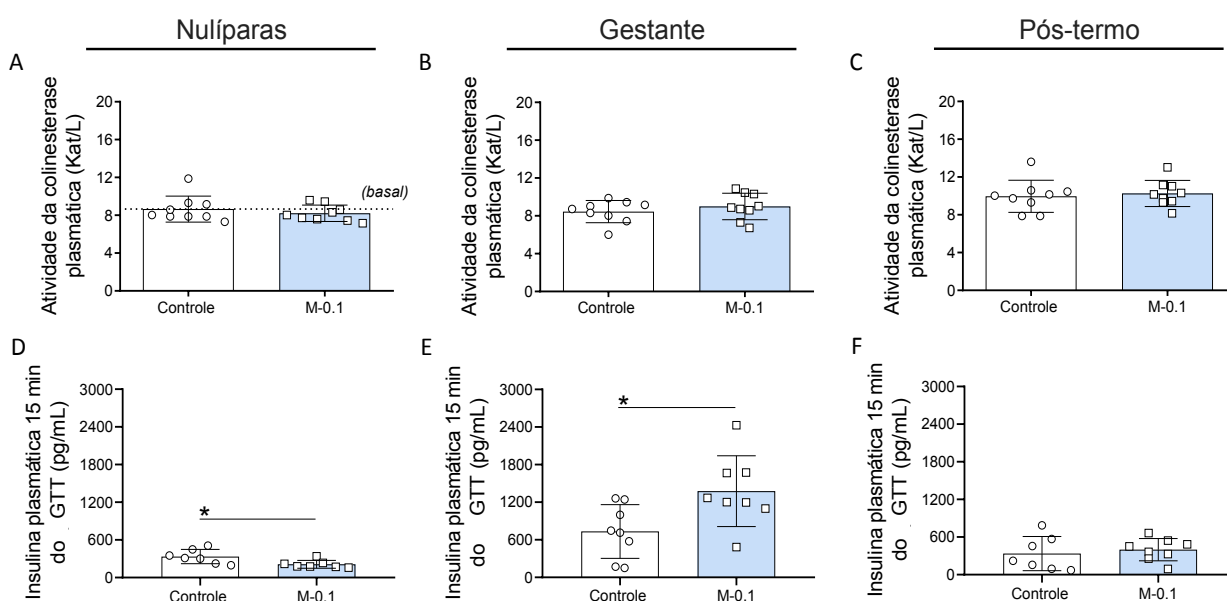 Nulíparas
Gestante
Pós-termo
A
Atividade da colinesterase
plasmática (Kat/L)
20
16
12
8
4
0
(basal)
Controle
M-0.1
B
Atividade da colinesterase
plasmática (Kat/L)
20
16
12
8
4
0
Controle
M-0.1
C
Atividade da colinesterase
plasmática (Kat/L)
20
16
12
8
4
0
Controle
M-0.1
D
Insulina plasmática 15 min
do GTT (pg/mL)
3000
2400
1800
1200
600
0
*
Controle
M-0.1
E
Insulina plasmática 15 min
do GTT (pg/mL)
3000
2400
1800
1200
600
0
*
Controle
M-0.1
F
Insulina plasmática 15 min
do GTT (pg/mL)
3000
2400
1800
1200
600
0
Controle
M-0.1